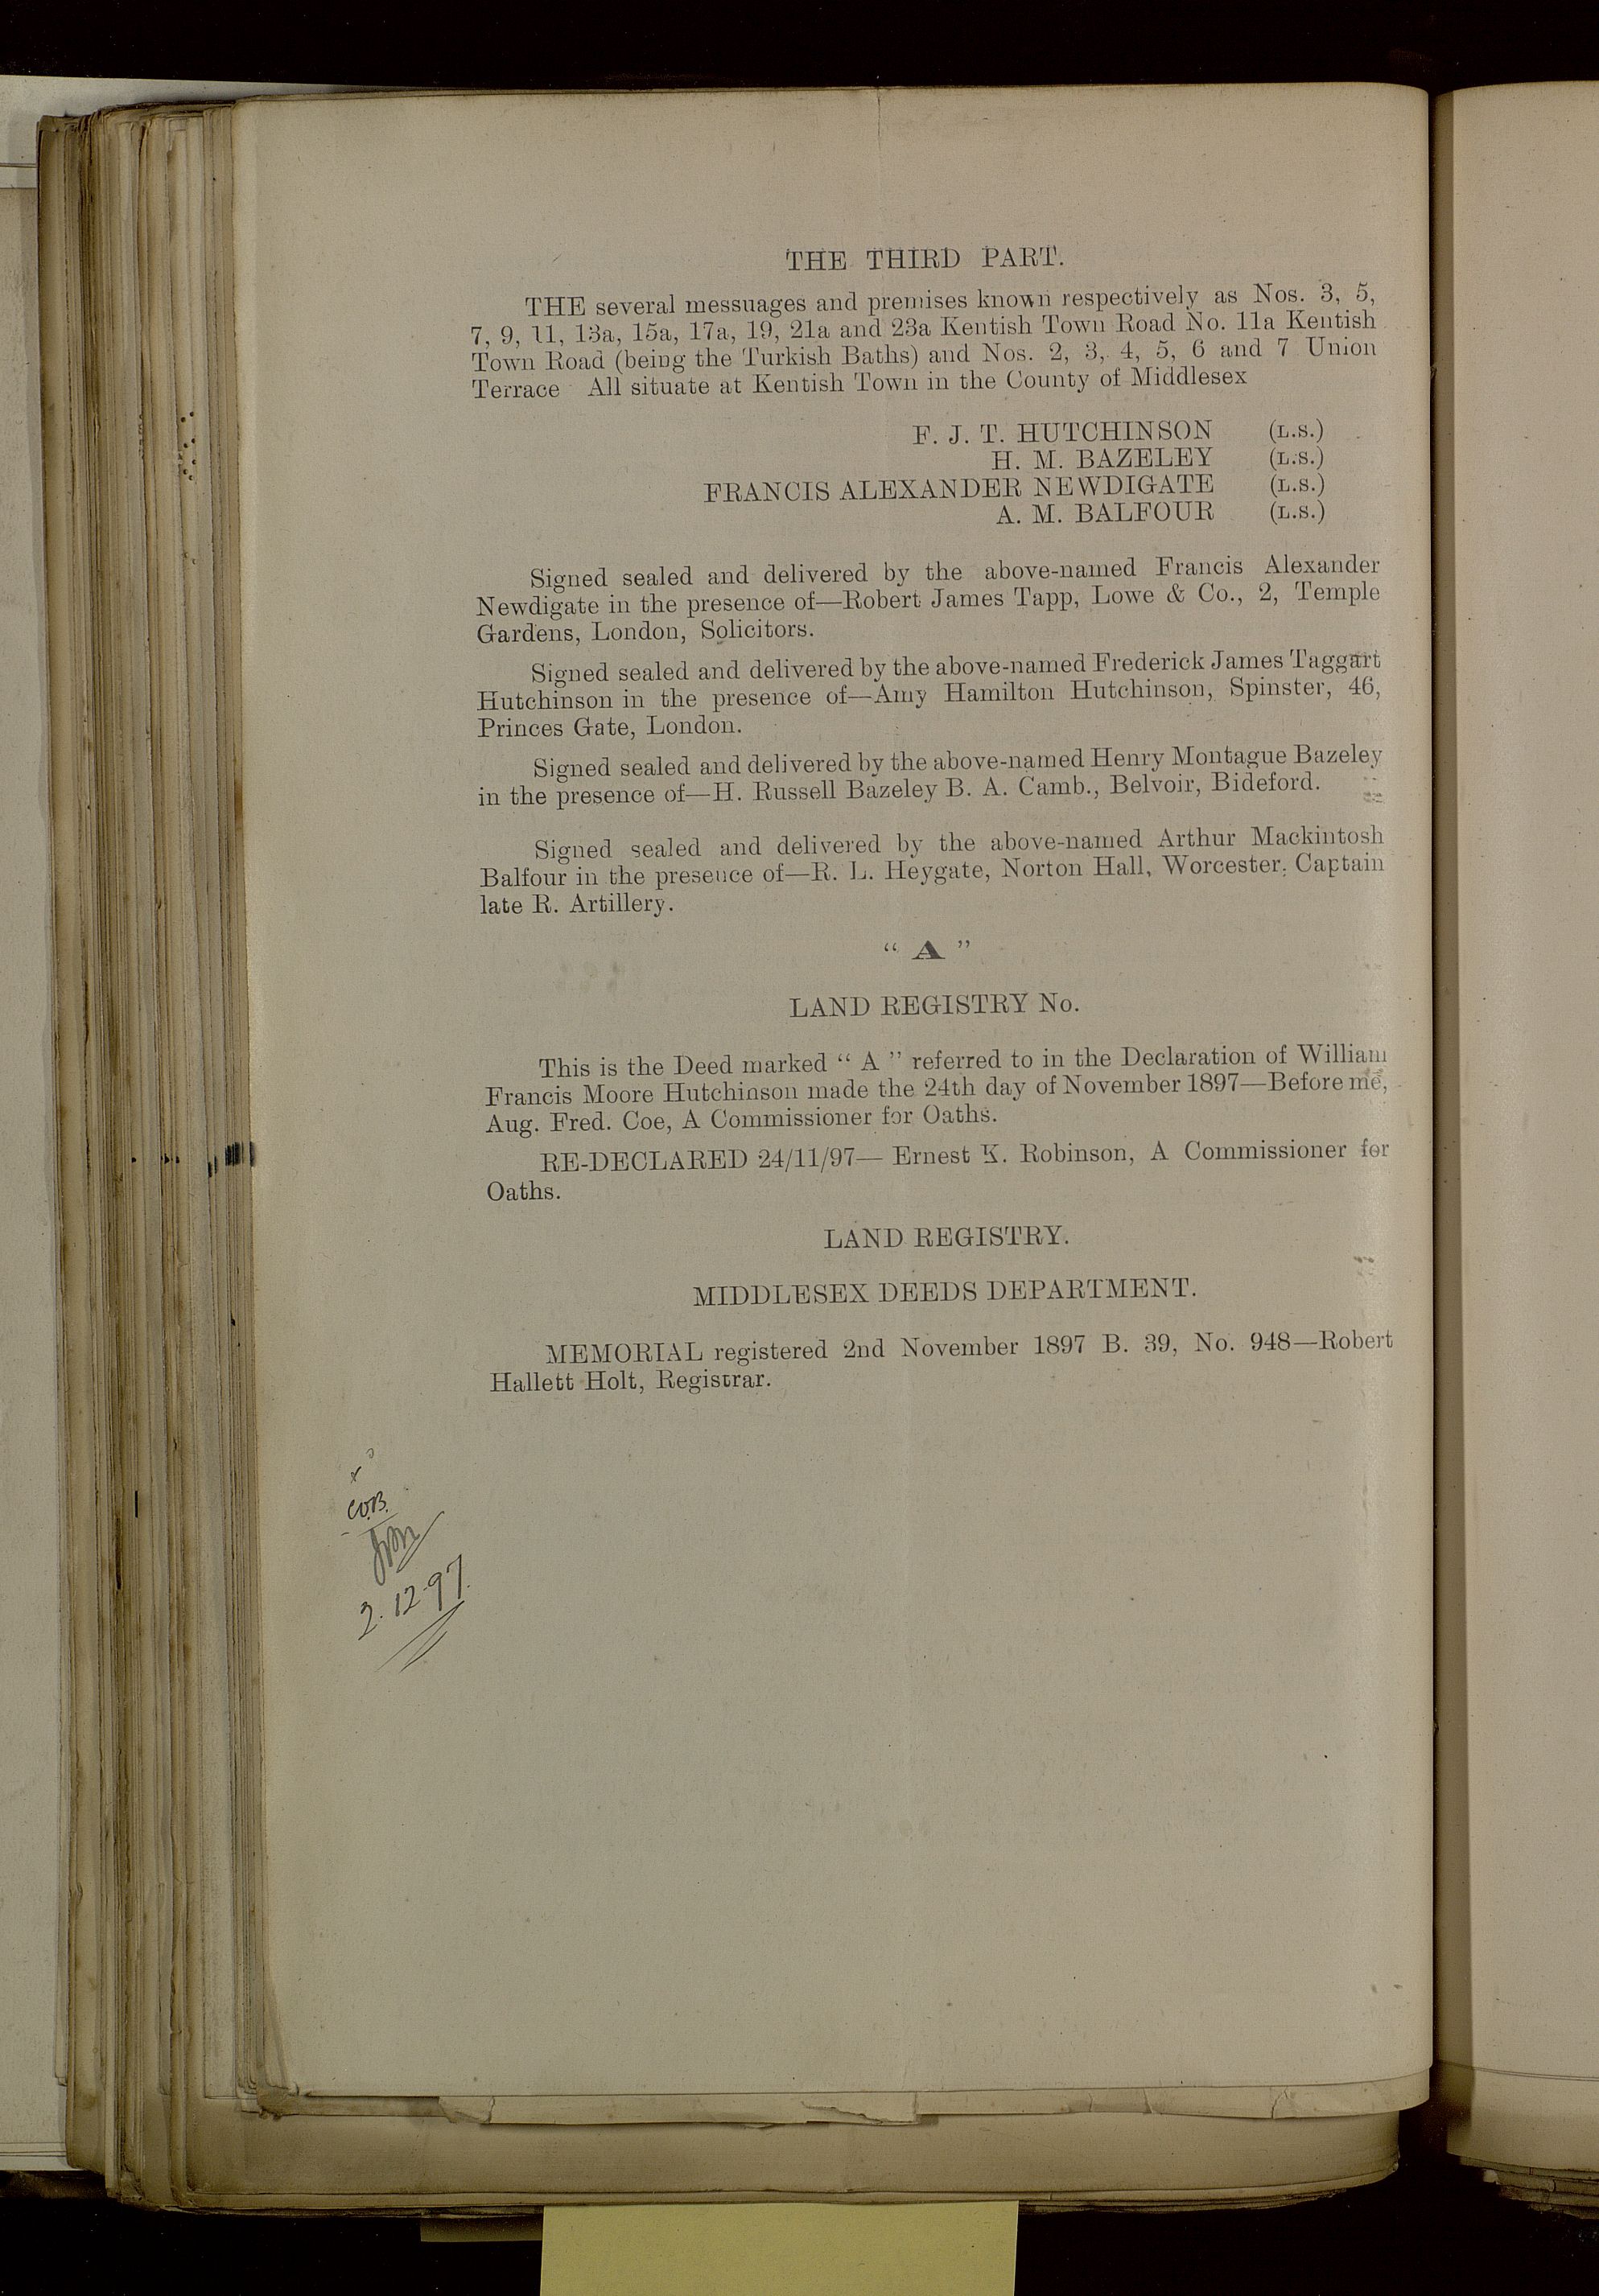 THE THIRD PART.
THE several messuages and premises known respectively as Nos. 3, 5,
7, 9, 11, 13a, 15a, 17a, 19, 21a and 23a Kentish Town Road No. 11a Kentish
Town Road (being the Turkish Baths) and Nos. 2, 3, 4, 5, 6 and 7 Union
Terrace All situate at Kentish Town in the County of Middlesex
F. J. T. HUTCHINSON (L.S.)
H. M. BAZELEY (L.S.)
FRANCIS ALEXANDER NEWDIGATE (L.S.)
A. M. BALFOUR (L.S.)
Signed sealed and delivered by the above-named Francis Alexander
Newdigate in the presence of—Robert James Tapp, Lowe & Co., 2, Temple
Gardens, London, Solicitors.
Signed sealed and delivered by the above-named Frederick James Taggart
Hutchinson in the presence of—Amy Hamilton Hutchinson, Spinster, 46,
Princes Gate, London.
Signed sealed and delivered by the above-named Henry Montague Bazeley
in the presence of—H. Russell Bazeley B. A. Camb., Belvoir, Bideford.
Signed sealed and delivered by the above-named Arthur Mackintosh
Balfour in the presence of—R. L. Heygate, Norton Hall, Worcester, Captain
late R. Artillery.
“ A ”
LAND REGISTRY No.
This is the Deed marked “ A ” referred to in the Declaration of William
Francis Moore Hutchinson made the 24th day of November 1897—Before me,
Aug. Fred. Coe, A Commissioner for Oaths.
RE-DECLARED 24/11/97— Ernest K. Robinson, A Commissioner for
Oaths.
LAND REGISTRY.
MIDDLESEX DEEDS DEPARTMENT.
MEMORIAL registered 2nd November 1897 B. 39, No. 948—Robert
Hallett Holt, Registrar.
2.12.97.